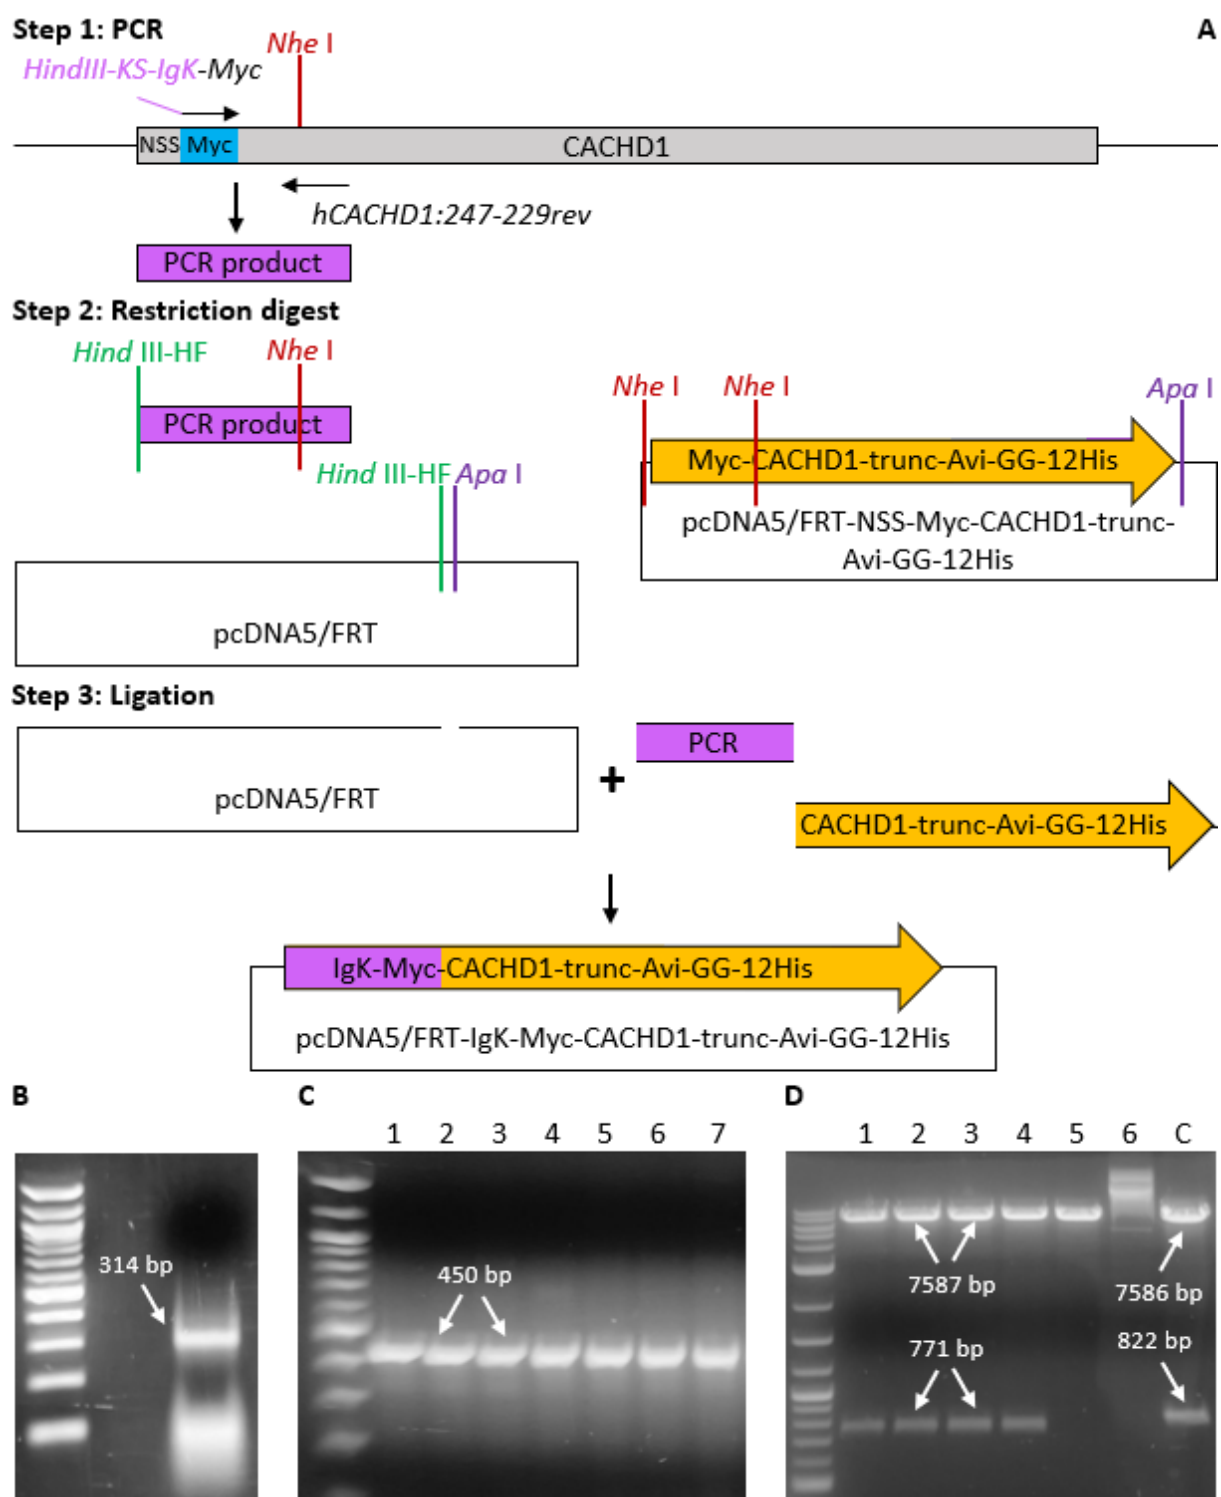 Step 1: PCR
A
Nhe I
HindIII-KS-IgK-Myc
NSS Myc CACHD1
hCACHD1:247-229rev
PCR product
Step 2: Restriction digest
Hind III-HF Nhe I
Nhe I Nhe I Apa I
PCR product
Hind III-HF Apa I
Myc-CACHD1-trunc-Avi-GG-12His
pcDNA5/FRT-NSS-Myc-CACHD1-trunc-
Avi-GG-12His
pcDNA5/FRT
Step 3: Ligation
PCR
+
pcDNA5/FRT
CACHD1-trunc-Avi-GG-12His
IgK-Myc-CACHD1-trunc-Avi-GG-12His
pcDNA5/FRT-IgK-Myc-CACHD1-trunc-Avi-GG-12His
B
C
D
1 2 3 4 5 6 7
1 2 3 4 5 6 C
314 bp
450 bp
7587 bp
7586 bp
771 bp
822 bp